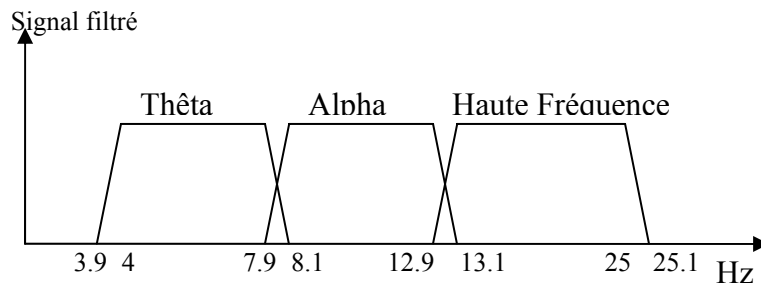 Signal filtré
Thêta Alpha Haute Fréquence
3.9 4 7.9 8.1 12.9 13.1 25 25.1 Hz